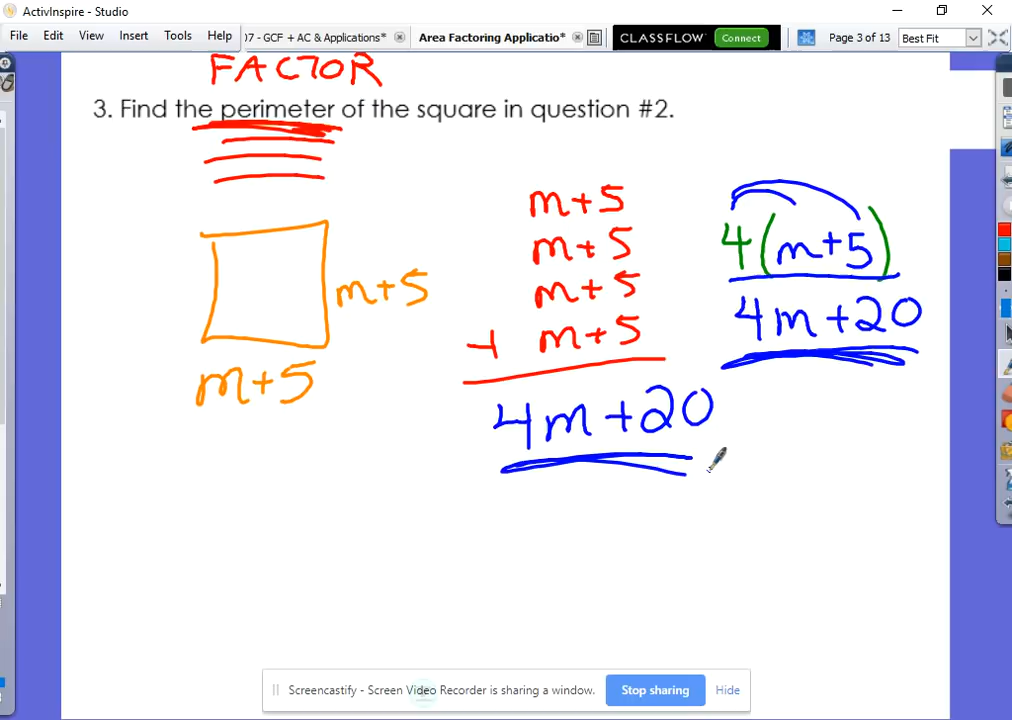 ActivInspire - Studio
File Edit View Insert Tools Help
07 - GCF + AC & Applications* Area Factoring Applicatio* CLASSFLOW Connect Page 3 of 13 Best Fit
FACTOR
3. Find the perimeter of the square in question #2.
m+5
m+5
m+5
m+5
+ m+5
4m+20
m+5
4(m+5)
4m+20
Screencastify - Screen Video Recorder is sharing a window. Stop sharing Hide